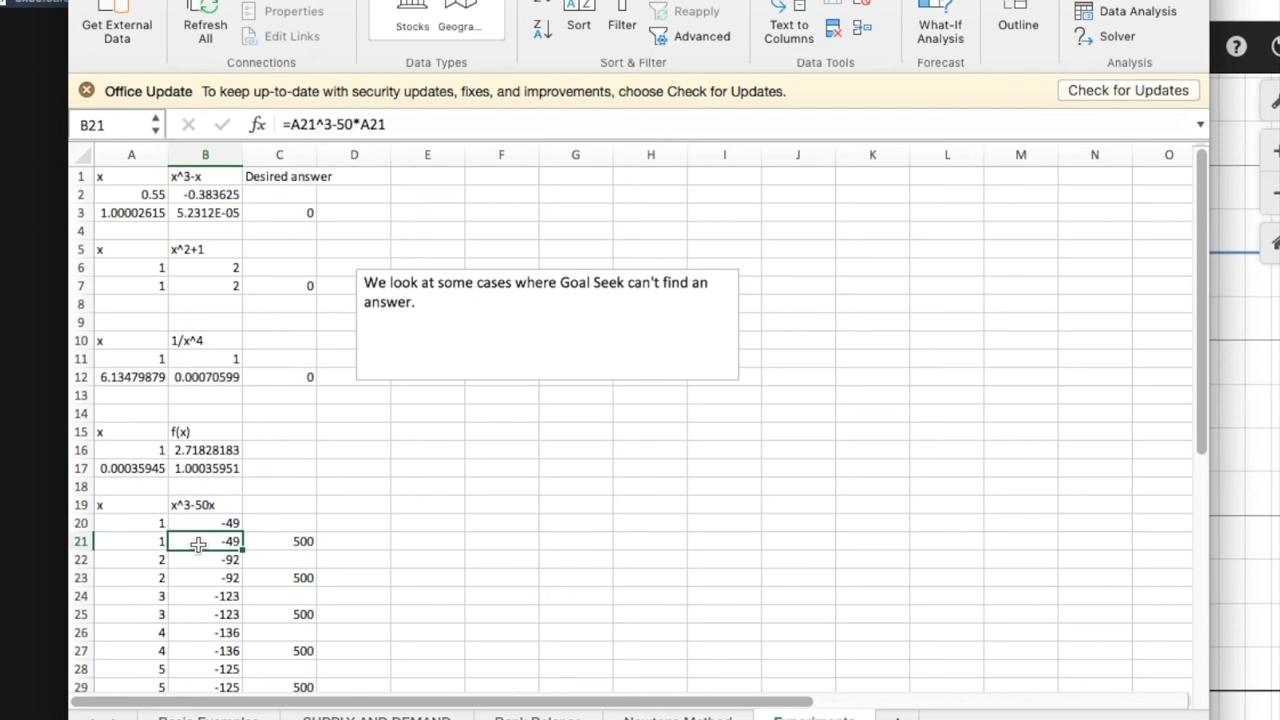 Get External Data
Refresh All
Properties
Edit Links
Connections
Stocks
Geogra...
Data Types
Sort
Filter
Reapply
Advanced
Sort & Filter
Text to Columns
Data Tools
What-If Analysis
Forecast
Outline
Data Analysis
Solver
Analysis
Office Update To keep up-to-date with security updates, fixes, and improvements, choose Check for Updates.
Check for Updates
B21 fx =A21^3-50*A21
A B C D E F G H I J K L M N O
1 x x^3-x Desired answer
2 0.55 -0.383625
3 1.00002615 5.2312E-05 0
4
5 x x^2+1
6 1 2
7 1 2 0
We look at some cases where Goal Seek can't find an
answer.
8
9
10 x 1/x^4
11 1 1
12 6.13479879 0.00070599 0
13
14
15 x f(x)
16 1 2.71828183
17 0.00035945 1.00035951
18
19 x x^3-50x
20 1 -49
21 1 -49 500
22 2 -92
23 2 -92 500
24 3 -123
25 3 -123 500
26 4 -136
27 4 -136 500
28 5 -125
29 5 -125 500
Basic Examples SUPPLY AND DEMAND Bank Balance Newtons Method Experiments